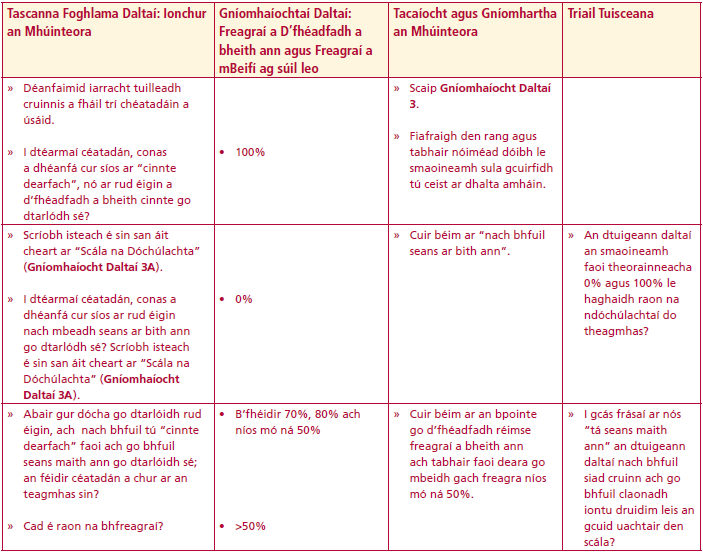 Tascanna Foghlama Daltaí: Ionchur
an Mhúinteora
Gníomhaíochtaí Daltaí:
Freagraí a D'fhéadfadh a
bheith ann agus Freagraí a
mBeifí ag súil leo
Tacaíocht agus Gníomhartha
an Mhúinteora
Triail Tuisceana
» Déanfaimid iarracht tuilleadh
cruinnis a fháil trí chéatadáin a
úsáid.
» I dtéarmaí céatadán, conas
a dhéanfá cur síos ar "cinnte
dearfach", nó ar rud éigin a
d'fhéadfadh a bheith cinnte go
dtarlódh sé?
• 100%
» Scaip Gníomhaíocht Daltaí
3.
» Fiafraigh den rang agus
tabhair nóiméad dóibh le
smaoineamh sula gcuirfidh
tú ceist ar dhalta amháin.
» Scríobh isteach é sin san áit
cheart ar "Scála na Dóchúlachta"
(Gníomhaíocht Daltaí 3A).
» I dtéarmaí céatadán, conas a
dhéanfá cur síos ar rud éigin
nach mbeadh seans ar bith ann
go dtarlódh sé? Scríobh isteach
é sin san áit cheart ar "Scála na
Dóchúlachta" (Gníomhaíocht
Daltaí 3A).
• 0%
» Cuir béim ar "nach bhfuil
seans ar bith ann".
» An dtuigeann daltaí
an smaoineamh
faoi theorainneacha
0% agus 100% le
haghaidh raon na
ndóchúlachtaí do
theagmhas?
» Abair gur dócha go dtarlóidh rud
éigin, ach nach bhfuil tú "cinnte
dearfach" faoi ach go bhfuil
seans maith ann go dtarlóidh sé;
an féidir céatadán a chur ar an
teagmhas sin?
» Cad é raon na bhfreagraí?
• B'fhéidir 70%, 80% ach
níos mó ná 50%
• >50%
» Cuir béim ar an bpointe
go d'fhéadfadh réimse
freagraí a bheith ann
ach tabhair faoi deara go
mbeidh gach freagra níos
mó ná 50%.
» I gcás frásaí ar nós
"tá seans maith
ann" an dtuigeann
daltaí nach bhfuil
siad cruinn ach go
bhfuil claonadh
iontu druidim leis an
gcuid uachtair den
scála?